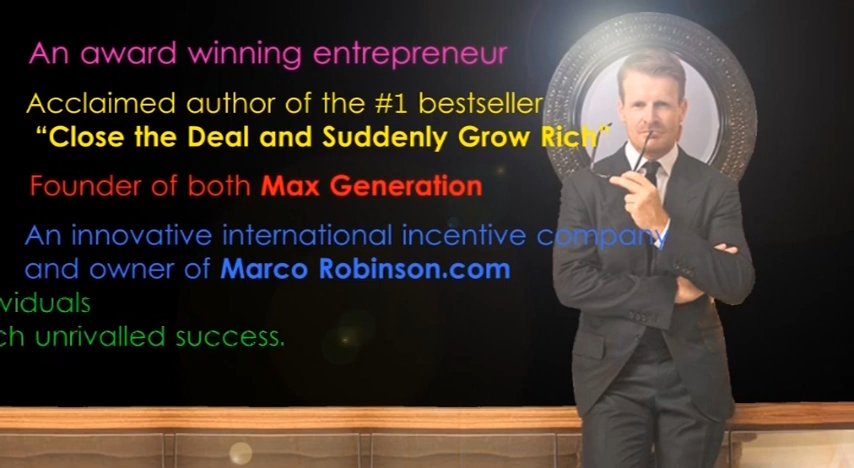 An award winning entrepreneur
Acclaimed author of the #1 bestseller
“Close the Deal and Suddenly Grow Rich”
Founder of both Max Generation
An innovative international incentive company
and owner of Marco Robinson.com
viduals
ch unrivalled success.